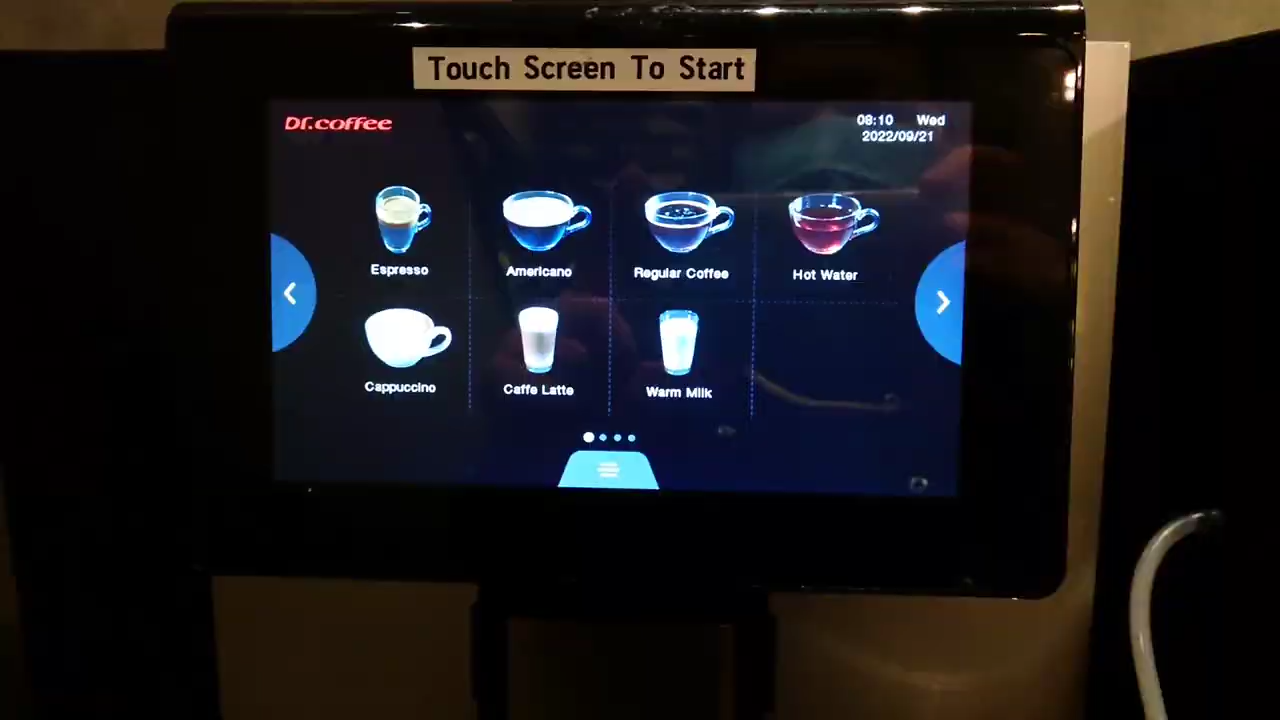 Touch Screen To Start
Dr.coffee
08:10 Wed
2022/09/21
Espresso
Americano
Regular Coffee
Hot Water
Cappuccino
Caffe Latte
Warm Milk